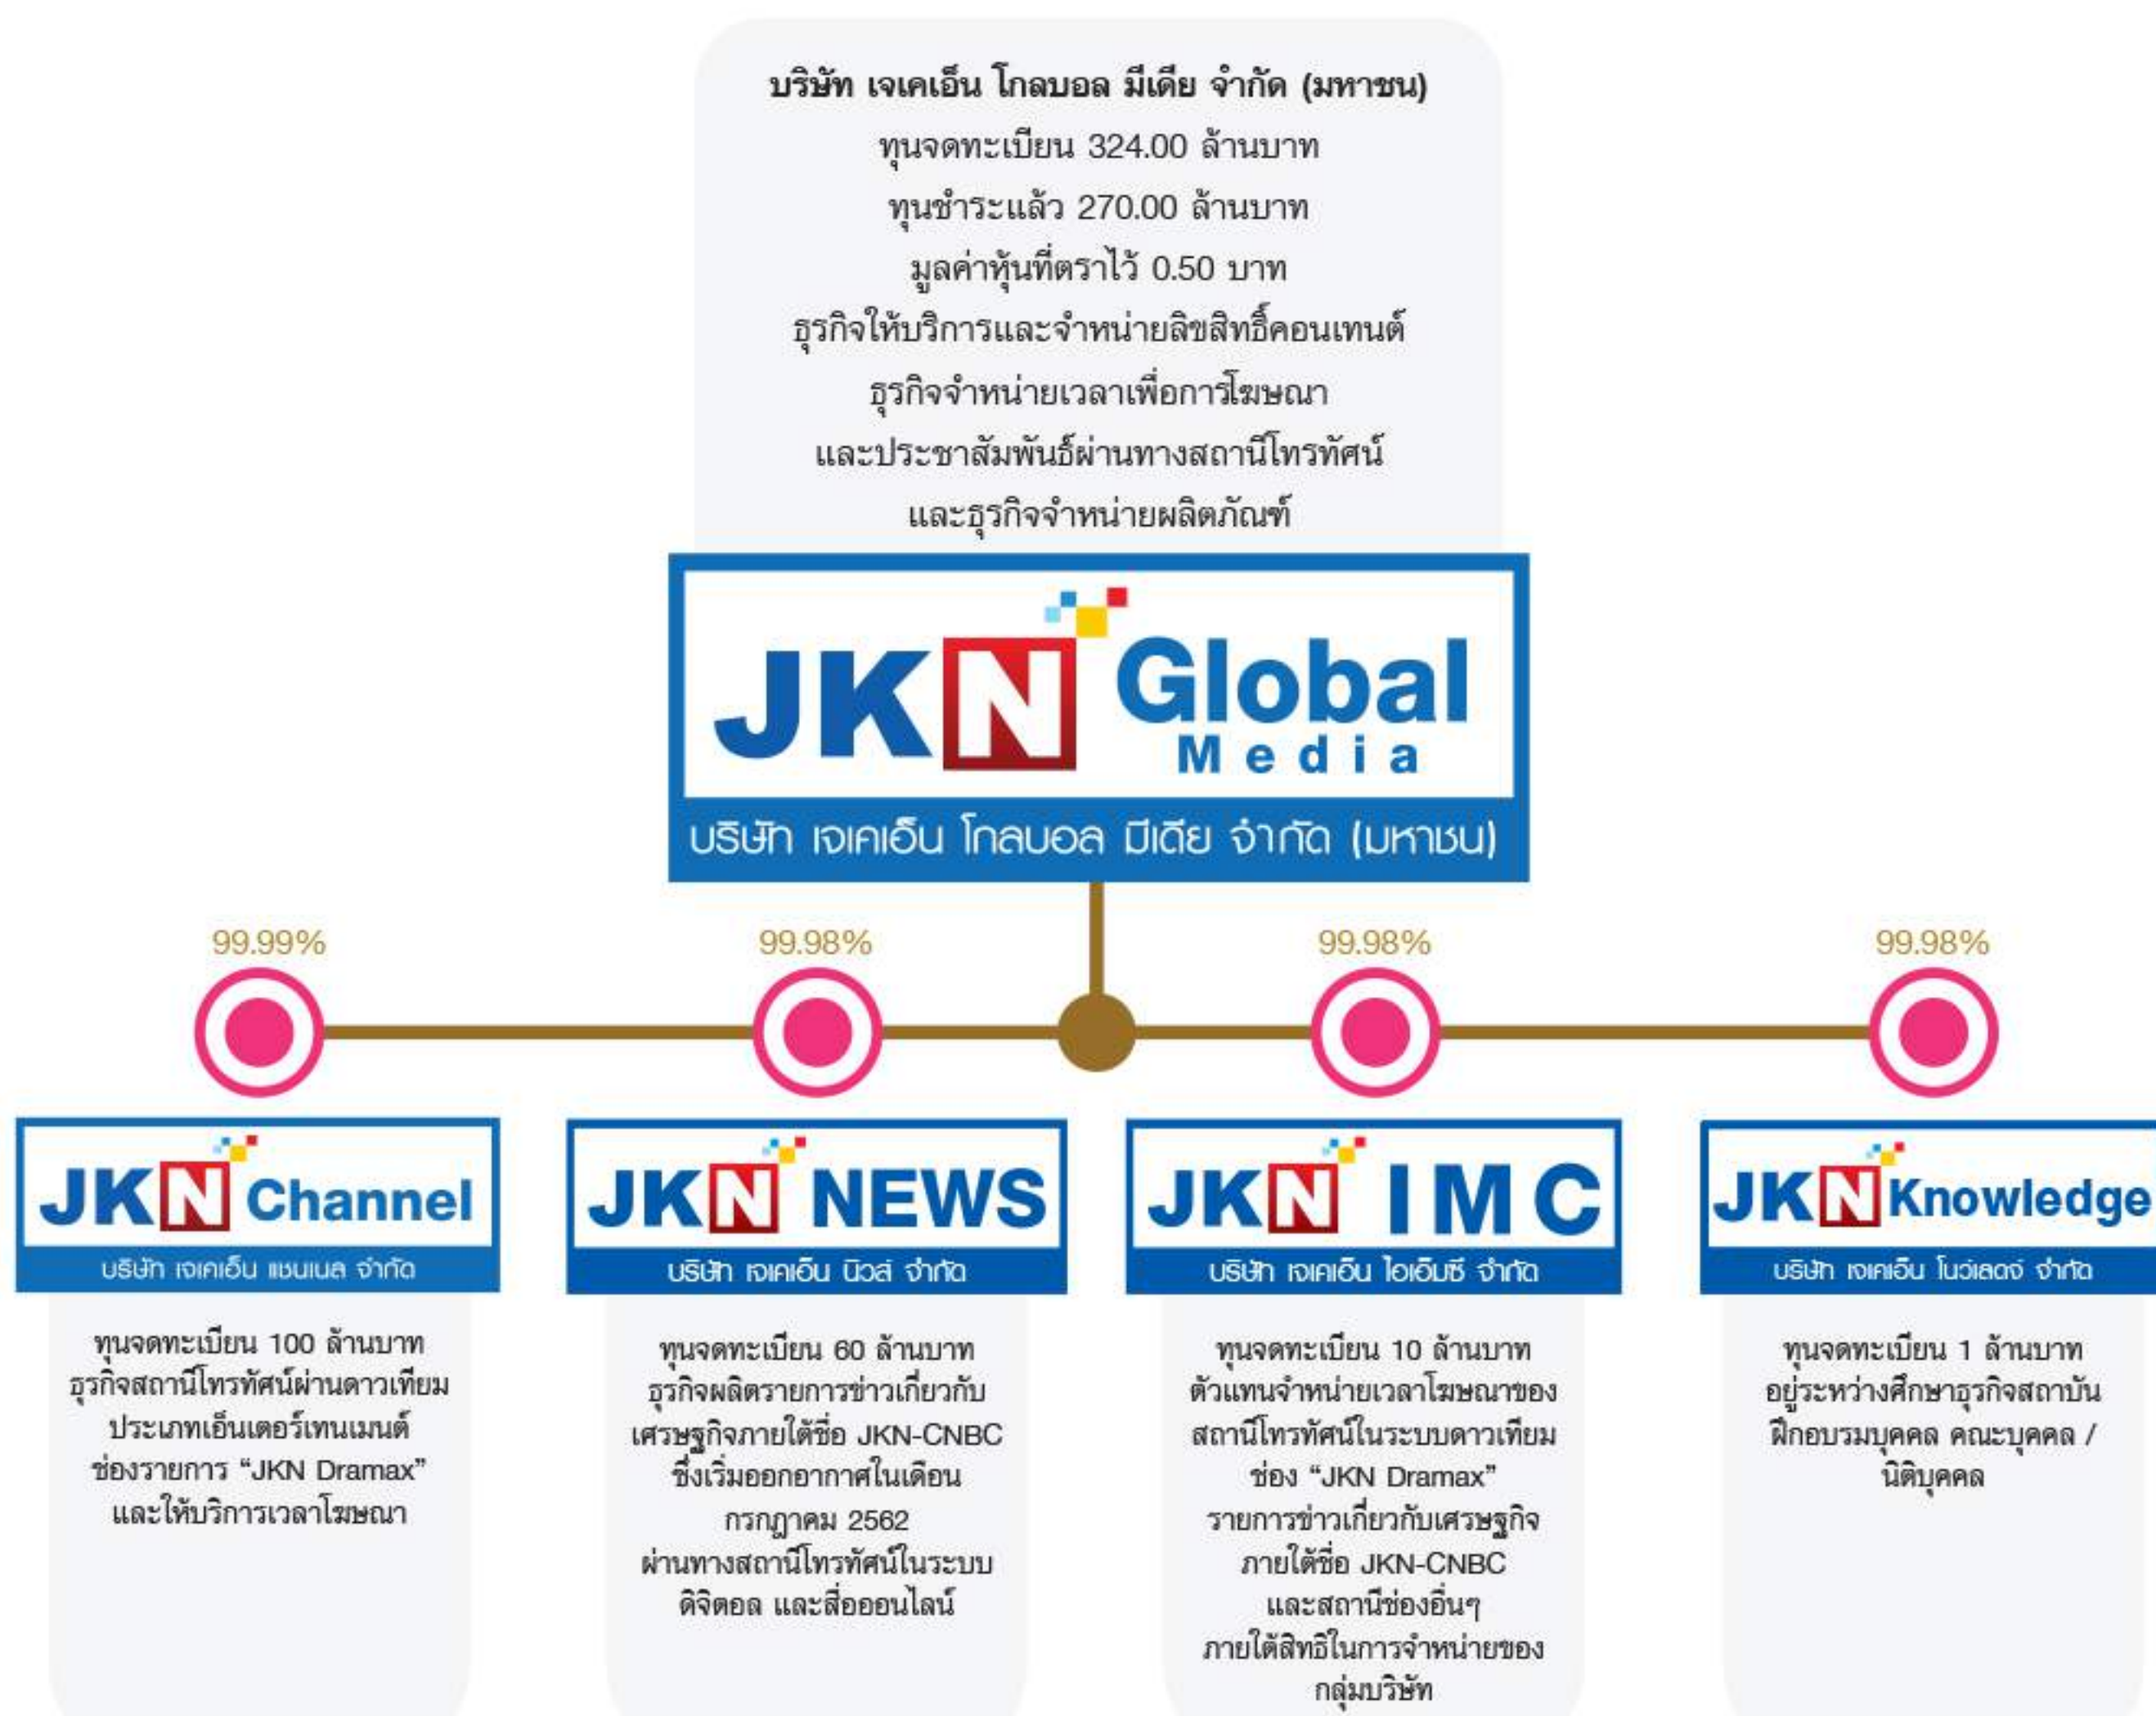 บริษัท เจเคเอ็น โกลบอล มีเดีย จำกัด (มหาชน)
ทุนจดทะเบียน 324.00 ล้านบาท
ทุนชำระแล้ว 270.00 ล้านบาท
มูลค่าหุ้นที่ตราไว้ 0.50 บาท
ธุรกิจให้บริการและจำหน่ายลิขสิทธิ์คอนเทนต์
ธุรกิจจำหน่ายเวลาเพื่อการโฆษณา
และประชาสัมพันธ์ผ่านทางสถานีโทรทัศน์
และธุรกิจจำหน่ายผลิตภัณฑ์
JKN Global
Media
บริษัท เจเคเอ็น โกลบอล มีเดีย จำกัด (มหาชน)
99.99%
JKN Channel
บริษัท เจเคเอ็น แชนเนล จำกัด
ทุนจดทะเบียน 100 ล้านบาท
ธุรกิจสถานีโทรทัศน์ผ่านดาวเทียม
ประเภทเอ็นเตอร์เทนเมนต์
ช่องรายการ “JKN Dramax”
และให้บริการเวลาโฆษณา
99.98%
JKN NEWS
บริษัท เจเคเอ็น นิวส์ จำกัด
ทุนจดทะเบียน 60 ล้านบาท
ธุรกิจผลิตรายการข่าวเกี่ยวกับ
เศรษฐกิจภายใต้ชื่อ JKN-CNBC
ซึ่งเริ่มออกอากาศในเดือน
กรกฎาคม 2562
ผ่านทางสถานีโทรทัศน์ในระบบ
ดิจิตอล และสื่อออนไลน์
99.98%
JKN IMC
บริษัท เจเคเอ็น ไอเอ็มซี จำกัด
ทุนจดทะเบียน 10 ล้านบาท
ตัวแทนจำหน่ายเวลาโฆษณาของ
สถานีโทรทัศน์ในระบบดาวเทียม
ช่อง “JKN Dramax”
รายการข่าวเกี่ยวกับเศรษฐกิจ
ภายใต้ชื่อ JKN-CNBC
และสถานีช่องอื่นๆ
ภายใต้สิทธิในการจำหน่ายของ
กลุ่มบริษัท
99.98%
JKN Knowledge
บริษัท เจเคเอ็น โนว์เลดจ์ จำกัด
ทุนจดทะเบียน 1 ล้านบาท
อยู่ระหว่างศึกษาธุรกิจสถาบัน
ฝึกอบรมบุคคล คณะบุคคล /
นิติบุคคล